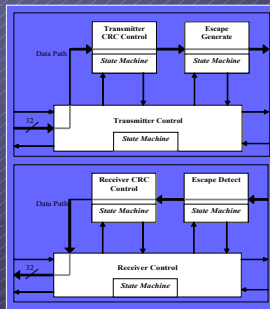 Transmitter
CRC Control
State Machine
Escape
Generate
State Machine
Data Path
32
Transmitter Control
State Machine
Receiver CRC
Control
State Machine
Escape Detect
State Machine
Data Path
32
Receiver Control
State Machine